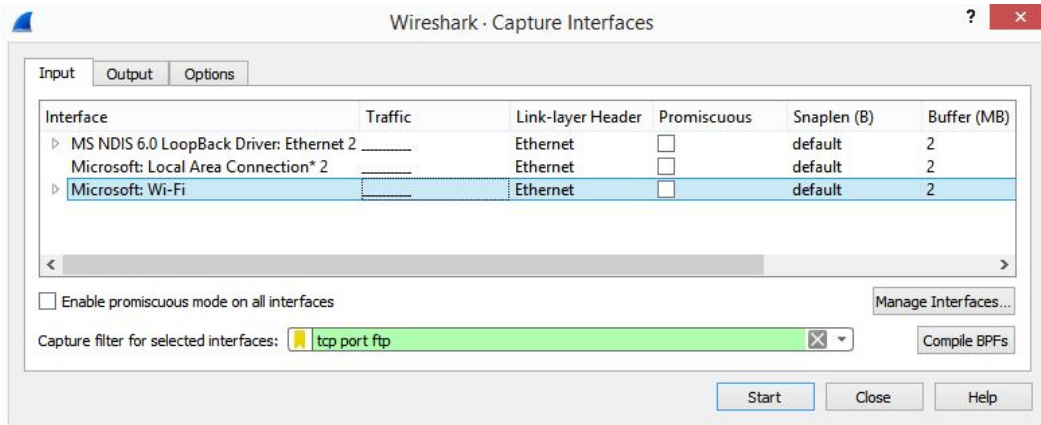 Wireshark · Capture Interfaces ? ×
Input Output Options
Interface Traffic Link-layer Header Promiscuous Snaplen (B) Buffer (MB)
MS NDIS 6.0 LoopBack Driver: Ethernet 2 Ethernet default 2
Microsoft: Local Area Connection* 2 Ethernet default 2
Microsoft: Wi-Fi Ethernet default 2
Enable promiscuous mode on all interfaces Manage Interfaces...
Capture filter for selected interfaces: tcp port ftp Compile BPFs
Start Close Help